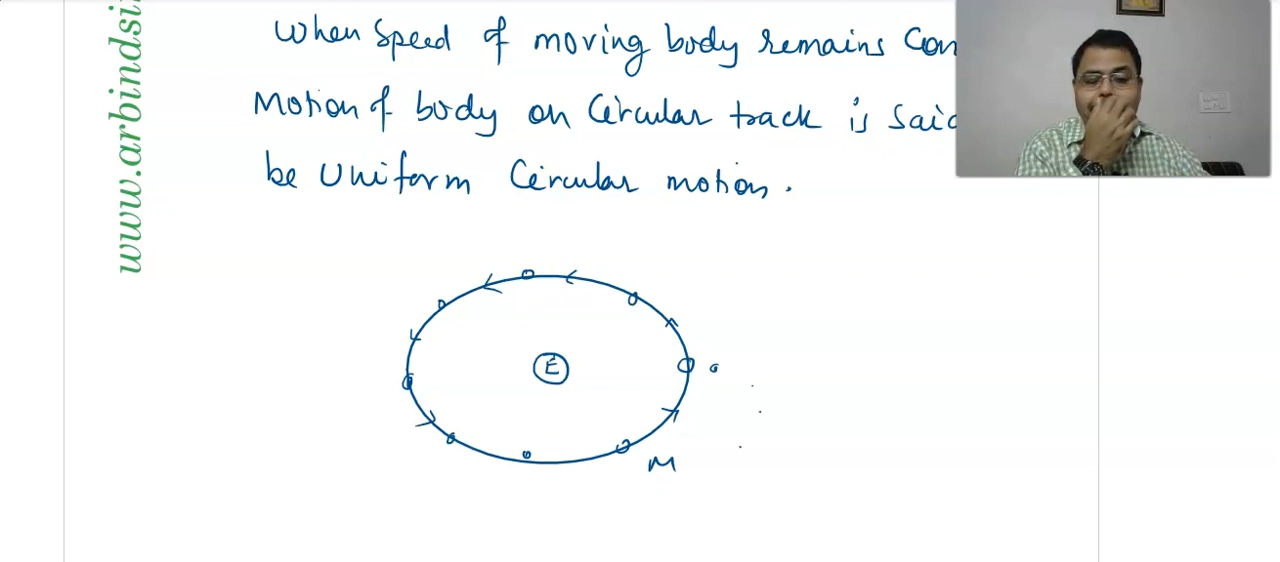 When Speed of moving body remains Con
Motion of body on Circular track is Said
be Uniform Circular motion.
www.arbindsi
E
M